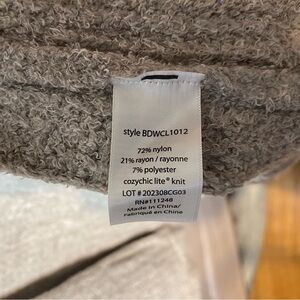 style BDWCL1012
72% nylon
21% rayon / rayonne
7% polyester
cozychic lite® knit
LOT # 202308CG03
RN#111248
Made in China/
Fabriqué en Chine